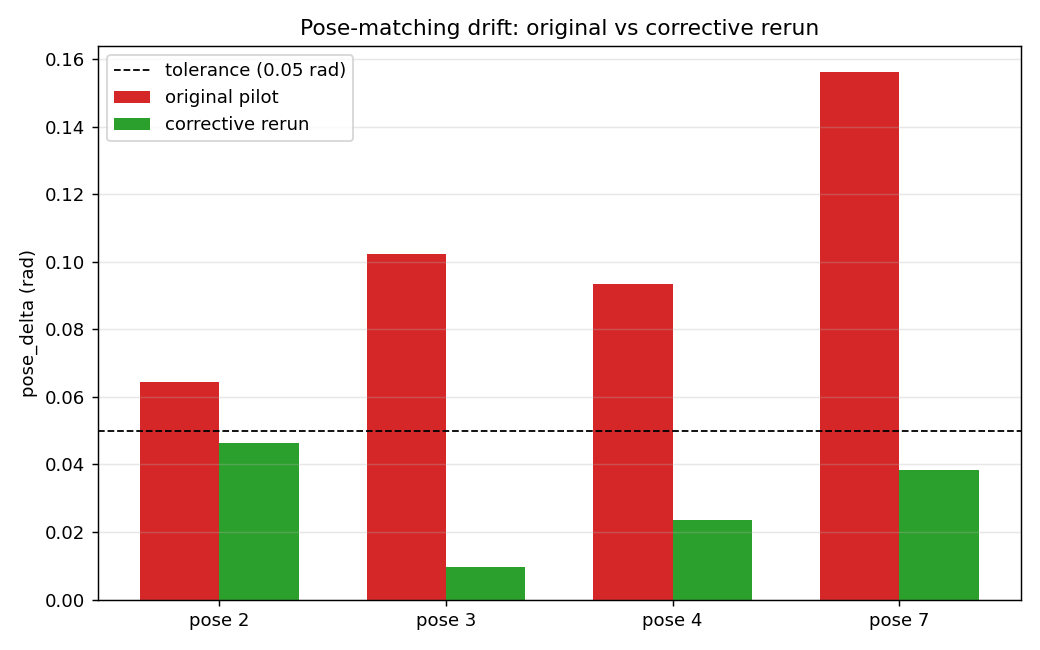 Pose-matching drift: original vs corrective rerun
tolerance (0.05 rad)
original pilot
corrective rerun
pose_delta (rad)
0.16
0.14
0.12
0.10
0.08
0.06
0.04
0.02
0.00
pose 2 pose 3 pose 4 pose 7